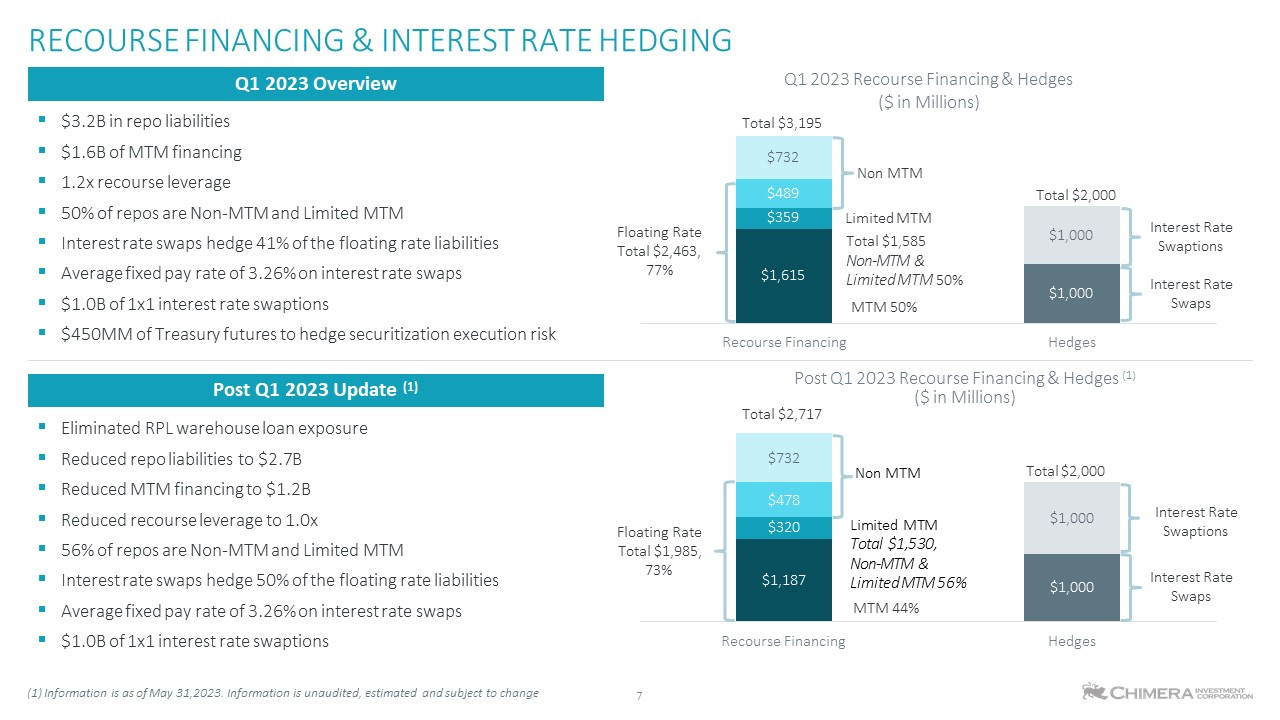 RECOURSE FINANCING & INTEREST RATE HEDGING
Q1 2023 Overview
▪ $3.2B in repo liabilities
▪ $1.6B of MTM financing
▪ 1.2x recourse leverage
▪ 50% of repos are Non-MTM and Limited MTM
▪ Interest rate swaps hedge 41% of the floating rate liabilities
▪ Average fixed pay rate of 3.26% on interest rate swaps
▪ $1.0B of 1x1 interest rate swaptions
▪ $450MM of Treasury futures to hedge securitization execution risk
Q1 2023 Recourse Financing & Hedges
($ in Millions)
Total $3,195
$732
$489
$359
$1,615
Floating Rate
Total $2,463,
77%
Non MTM
Limited MTM
Total $1,585
Non-MTM &
Limited MTM 50%
MTM 50%
Recourse Financing
Total $2,000
$1,000
$1,000
Interest Rate
Swaptions
Interest Rate
Swaps
Hedges
Post Q1 2023 Update (1)
▪ Eliminated RPL warehouse loan exposure
▪ Reduced repo liabilities to $2.7B
▪ Reduced MTM financing to $1.2B
▪ Reduced recourse leverage to 1.0x
▪ 56% of repos are Non-MTM and Limited MTM
▪ Interest rate swaps hedge 50% of the floating rate liabilities
▪ Average fixed pay rate of 3.26% on interest rate swaps
▪ $1.0B of 1x1 interest rate swaptions
Post Q1 2023 Recourse Financing & Hedges (1)
($ in Millions)
Total $2,717
$732
$478
$320
$1,187
Floating Rate
Total $1,985,
73%
Non MTM
Limited MTM
Total $1,530,
Non-MTM &
Limited MTM 56%
MTM 44%
Recourse Financing
Total $2,000
$1,000
$1,000
Interest Rate
Swaptions
Interest Rate
Swaps
Hedges
(1) Information is as of May 31,2023. Information is unaudited, estimated and subject to change
7
CHIMERA INVESTMENT
CORPORATION